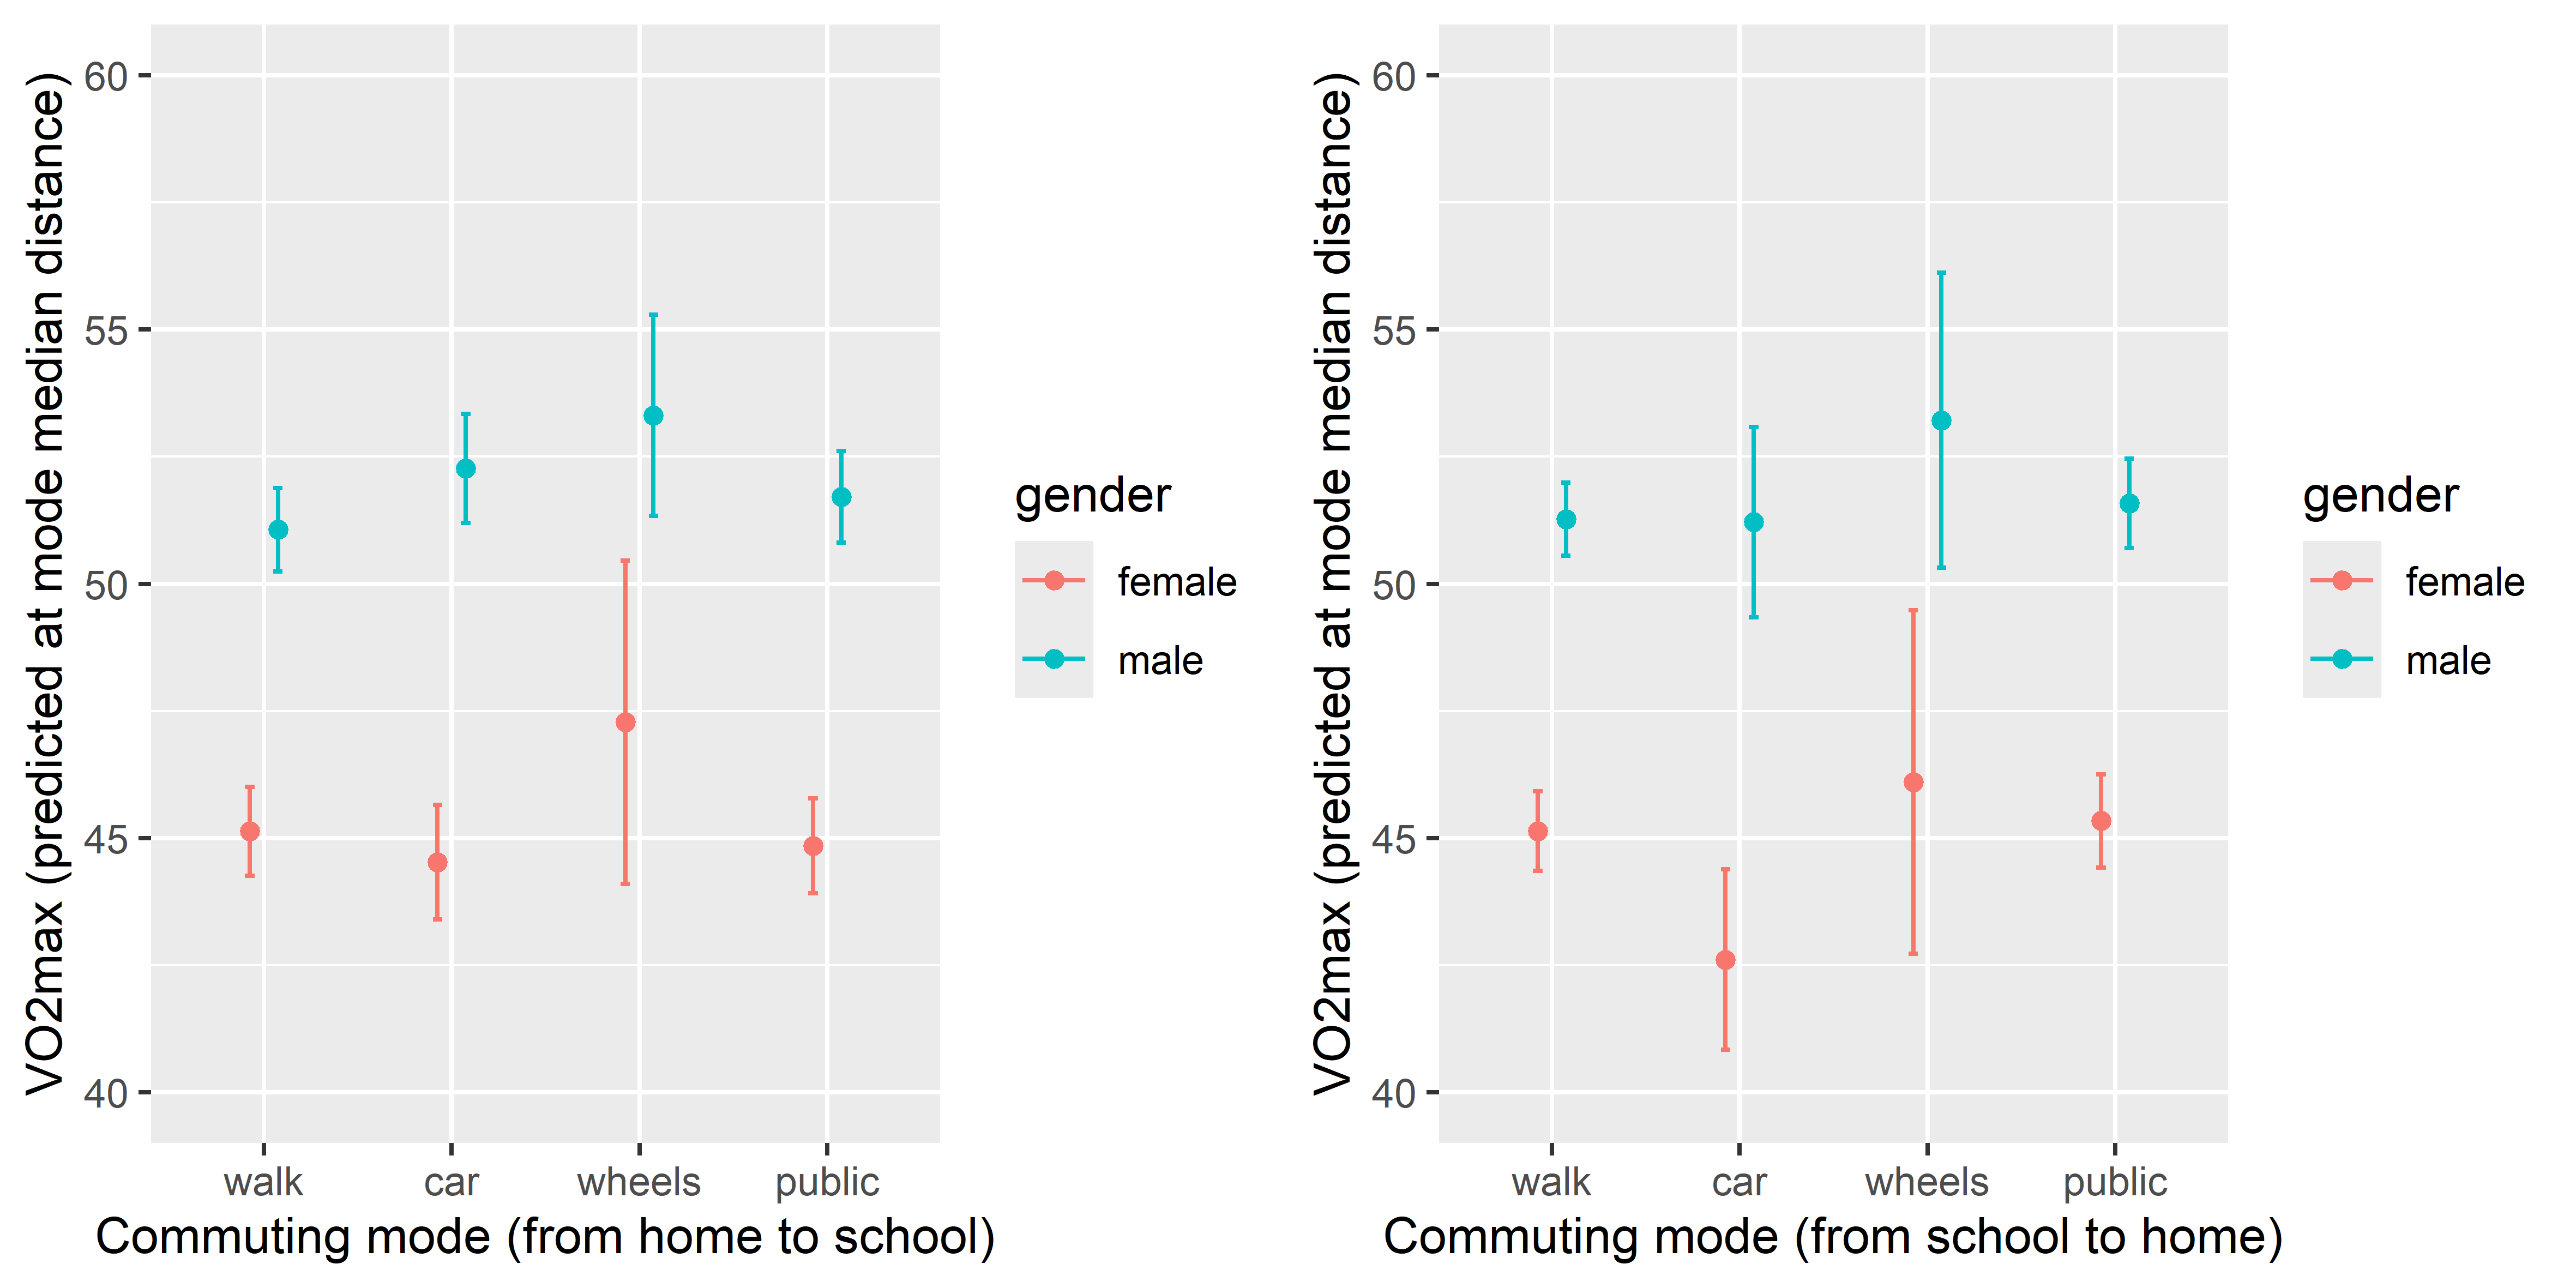 VO2max (predicted at mode median distance)
60
55
50
45
40
walk car wheels public
Commuting mode (from home to school)
gender
female
male
VO2max (predicted at mode median distance)
60
55
50
45
40
walk car wheels public
Commuting mode (from school to home)
gender
female
male